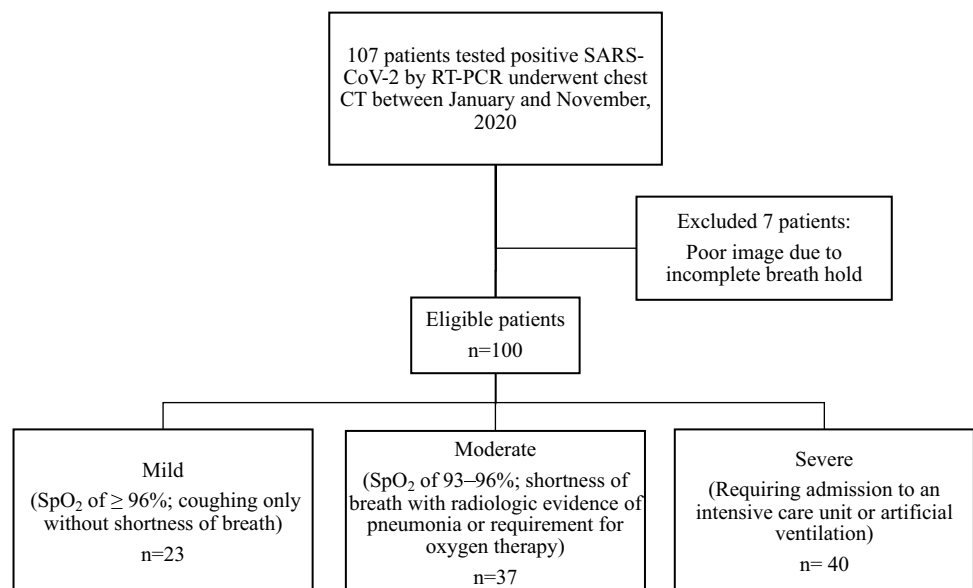 107 patients tested positive SARS-
CoV-2 by RT-PCR underwent chest
CT between January and November,
2020
Excluded 7 patients:
Poor image due to
incomplete breath hold
Eligible patients
n=100
Mild
(SpO₂ of ≥ 96%; coughing only
without shortness of breath)
n=23
Moderate
(SpO₂ of 93–96%; shortness of
breath with radiologic evidence of
pneumonia or requirement for
oxygen therapy)
n=37
Severe
(Requiring admission to an
intensive care unit or artificial
ventilation)
n= 40